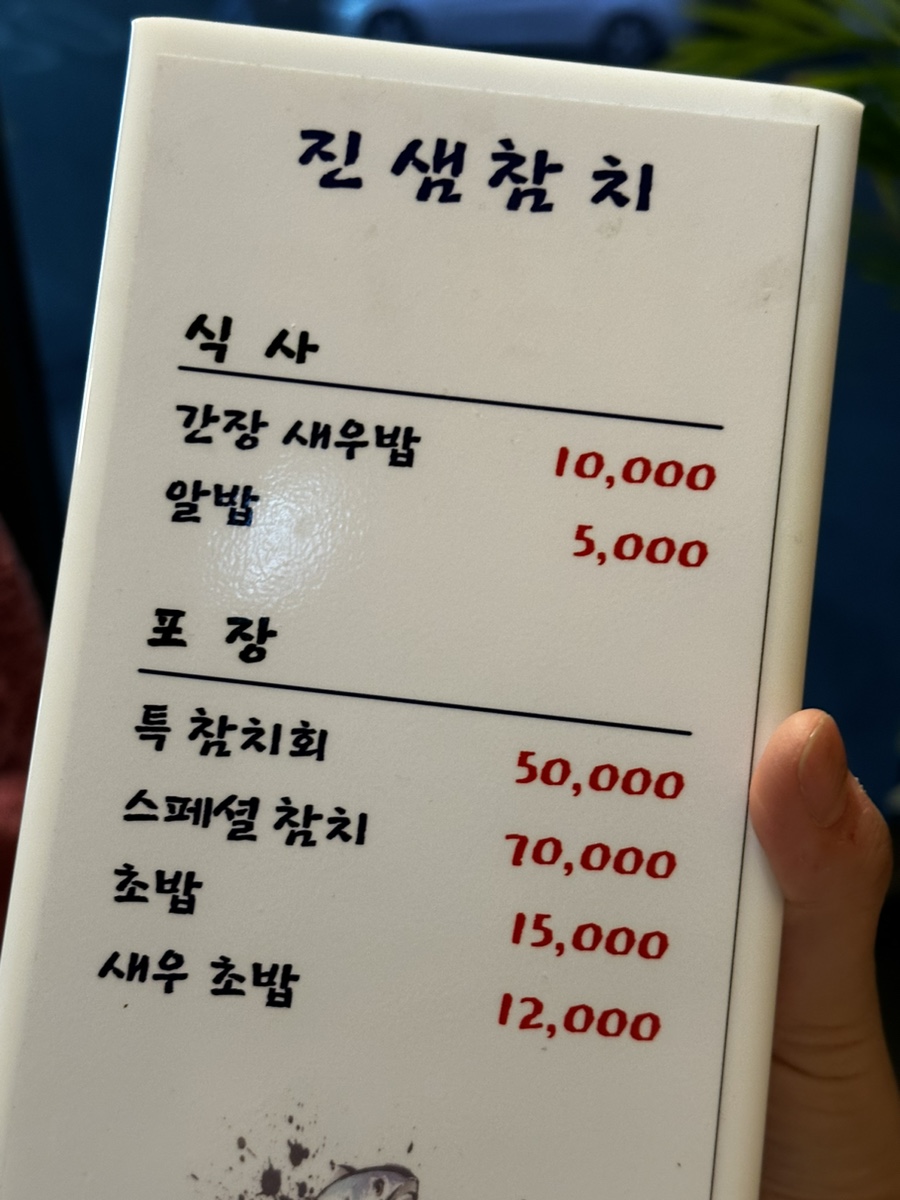 진샘참치
식 사
간장 새우밥 10,000
알밥 5,000
포 장
특 참치회 50,000
스페셜 참치 70,000
초밥 15,000
새우 초밥 12,000